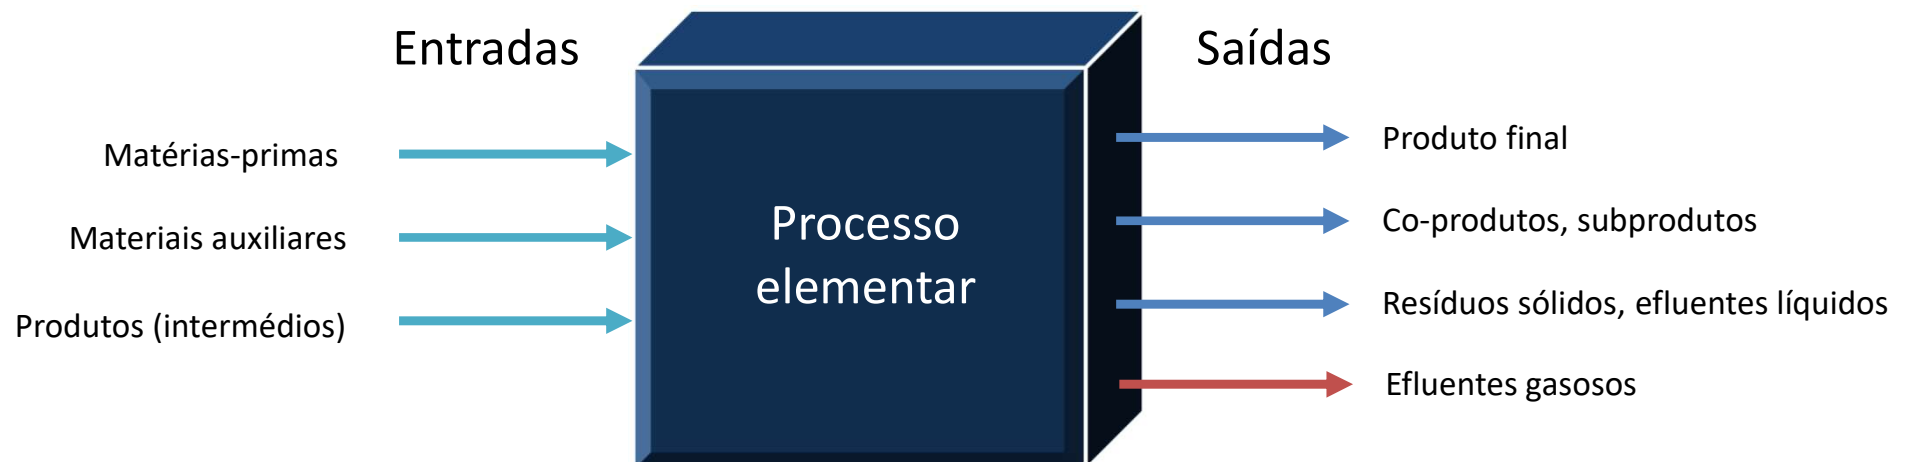 Entradas
Saídas
Matérias-primas
Materiais auxiliares
Produtos (intermédios)
Processo
elementar
Produto final
Co-produtos, subprodutos
Resíduos sólidos, efluentes líquidos
Efluentes gasosos